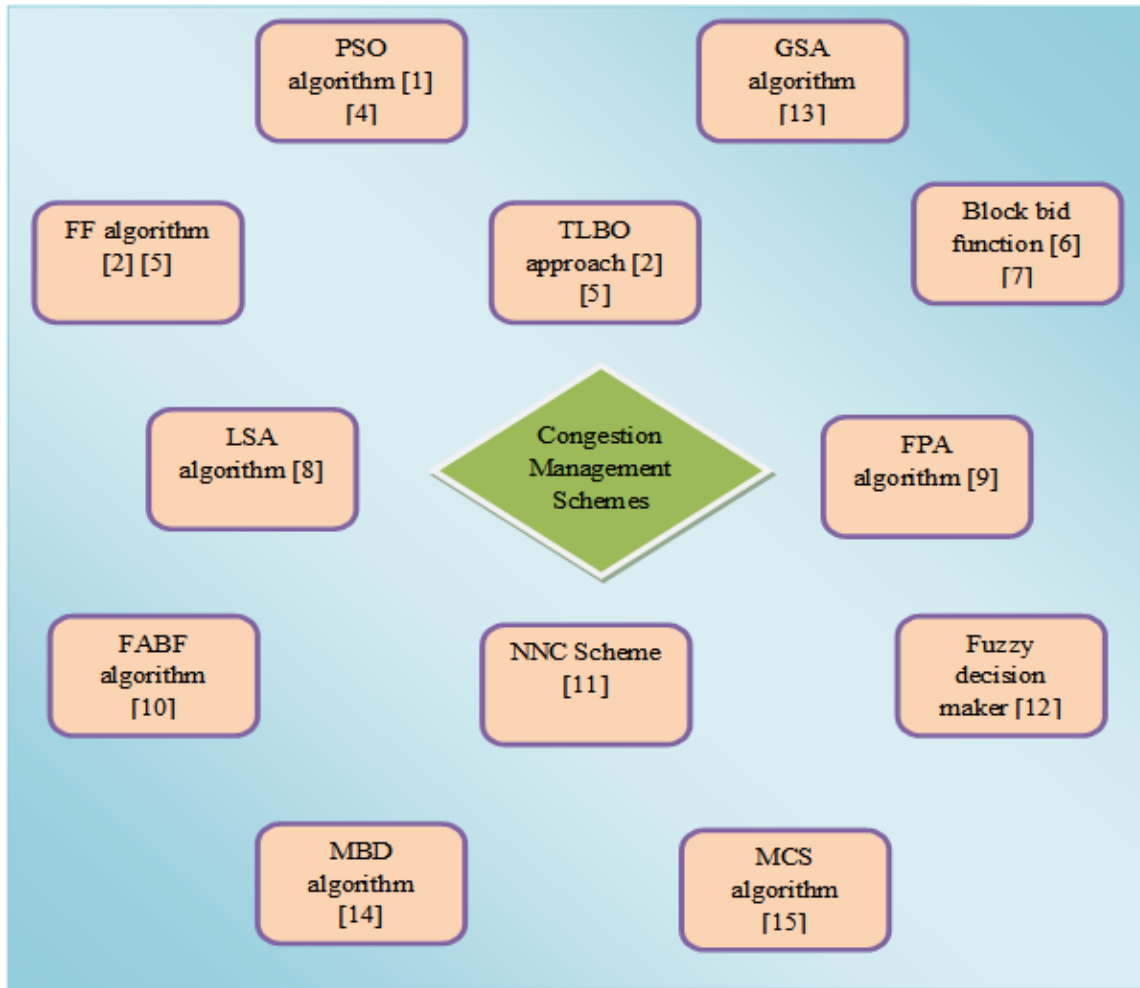 PSO
algorithm [1]
[4]
GSA
algorithm
[13]
FF algorithm
[2] [5]
TLBO
approach [2]
[5]
Block bid
function [6]
[7]
LSA
algorithm [8]
Congestion
Management
Schemes
FPA
algorithm [9]
FABF
algorithm
[10]
NNC Scheme
[11]
Fuzzy
decision
maker [12]
MBD
algorithm
[14]
MCS
algorithm
[15]